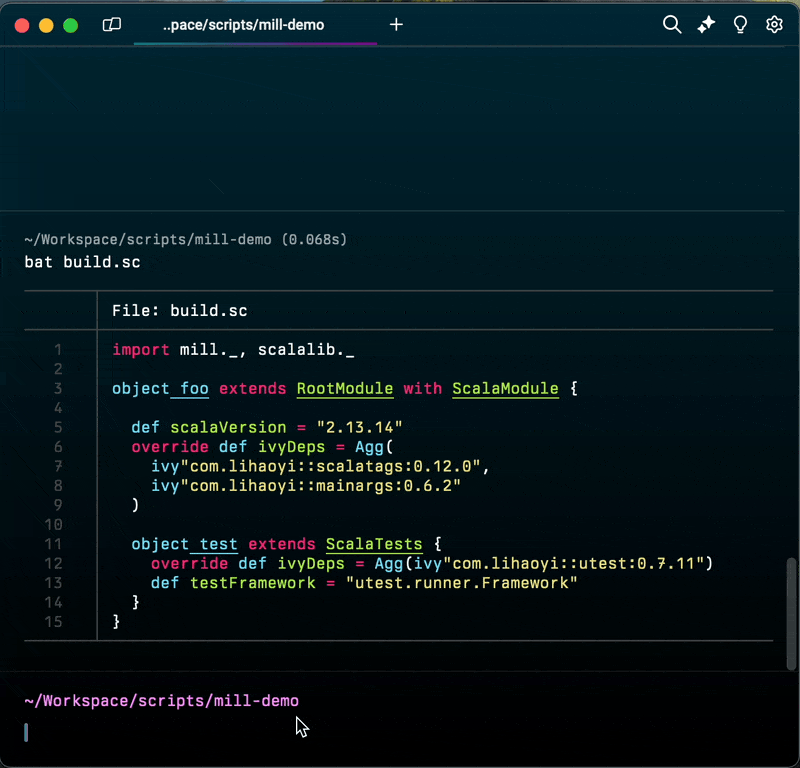 ..pace/scripts/mill-demo
~/Workspace/scripts/mill-demo (0.068s)
bat build.sc
File: build.sc
1 import mill._, scalalib._
2
3 object foo extends RootModule with ScalaModule {
4
5   def scalaVersion = "2.13.14"
6   override def ivyDeps = Agg(
7     ivy"com.lihaoyi::scalatags:0.12.0",
8     ivy"com.lihaoyi::mainargs:0.6.2"
9   )
10
11   object test extends ScalaTests {
12     override def ivyDeps = Agg(ivy"com.lihaoyi::utest:0.7.11")
13     def testFramework = "utest.runner.Framework"
14   }
15 }
~/Workspace/scripts/mill-demo